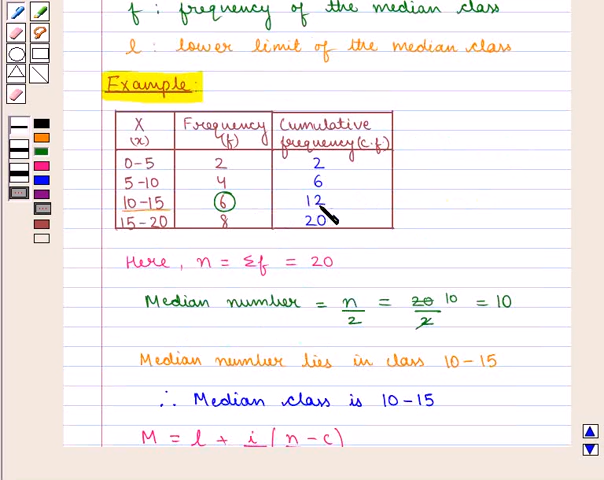 f : frequency of the median class
l : lower limit of the median class
Example:
X (x) Frequency (f) Cumulative frequency (c.f)
0-5 2 2
5-10 4 6
10-15 6 12
15-20 8 20
Here, n = Σf = 20
Median number = n/2 = 20/2 10 = 10
Median number lies in class 10-15
∴ Median class is 10-15
M = l + i ( n - c )